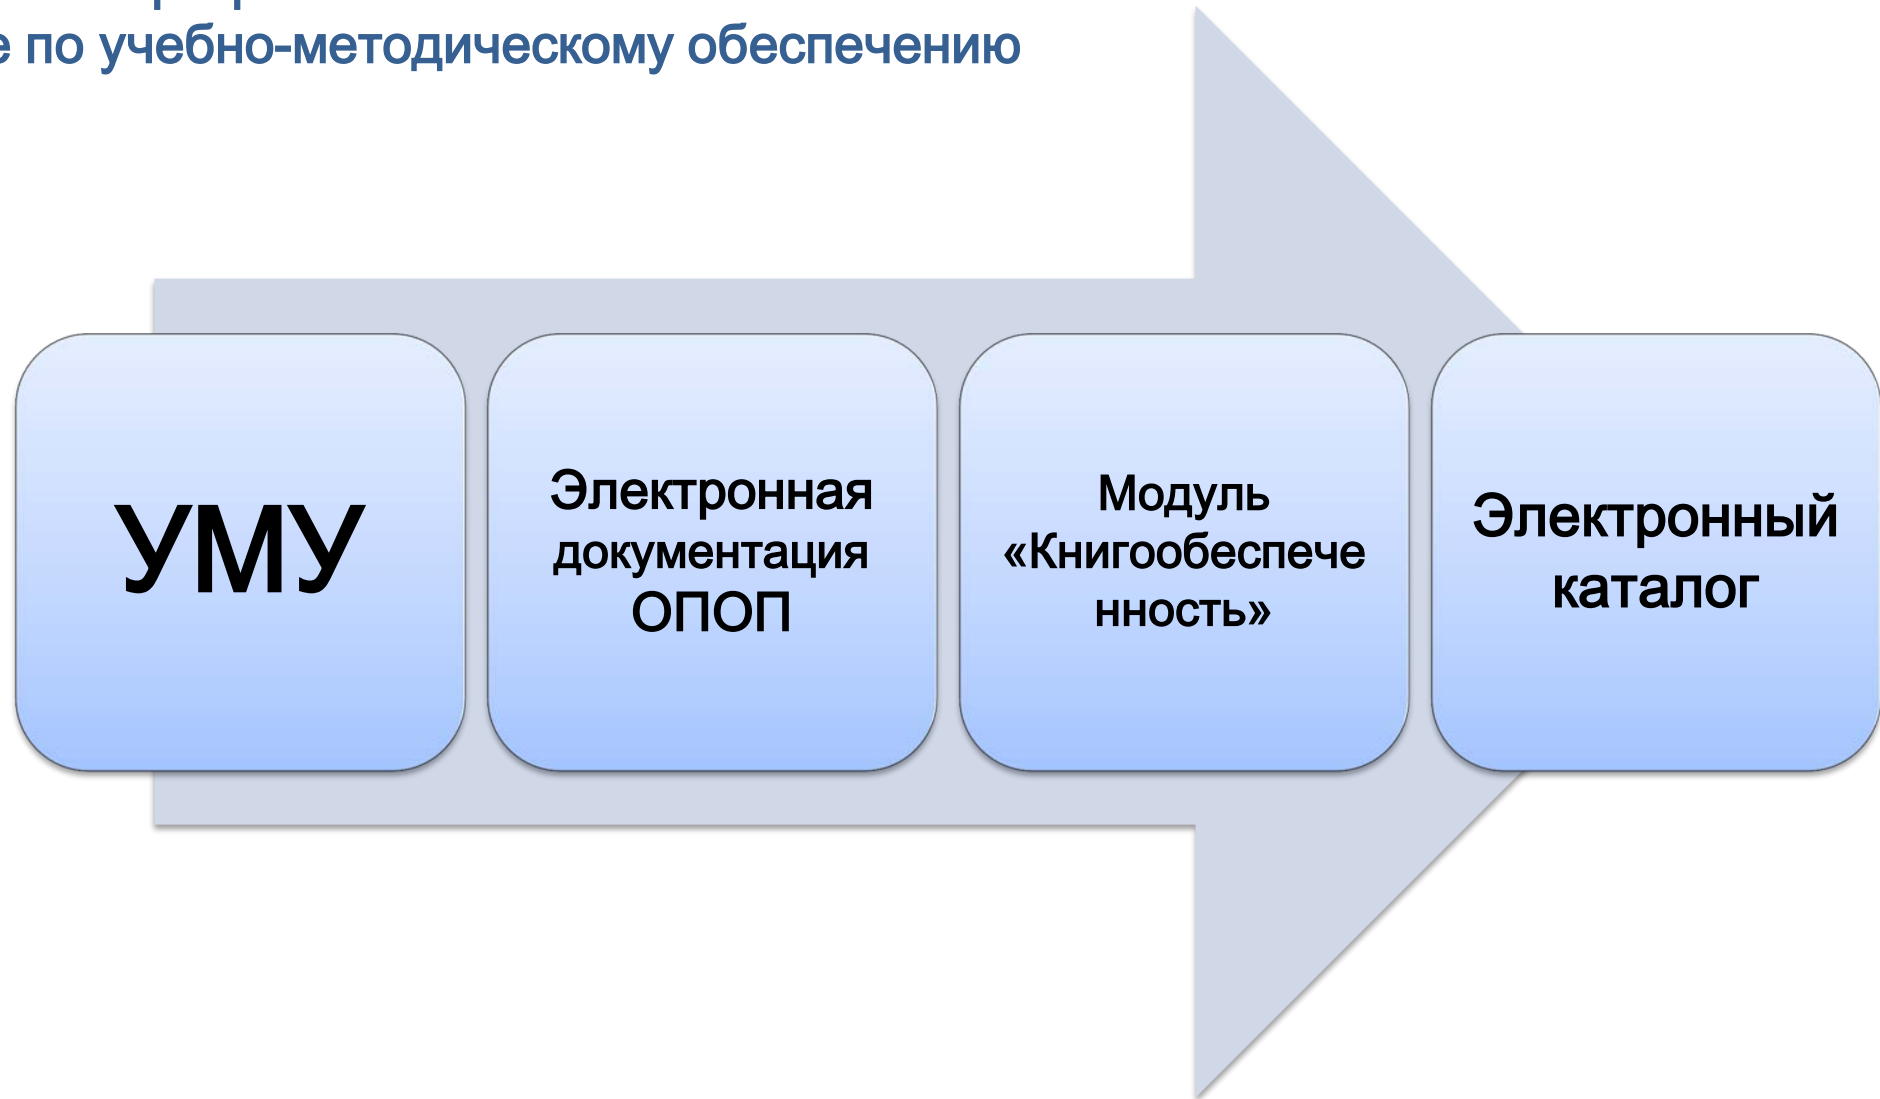 по учебно-методическому обеспечению
УМУ
Электронная
документация
ОПОП
Модуль
«Книгообеспече
нность»
Электронный
каталог